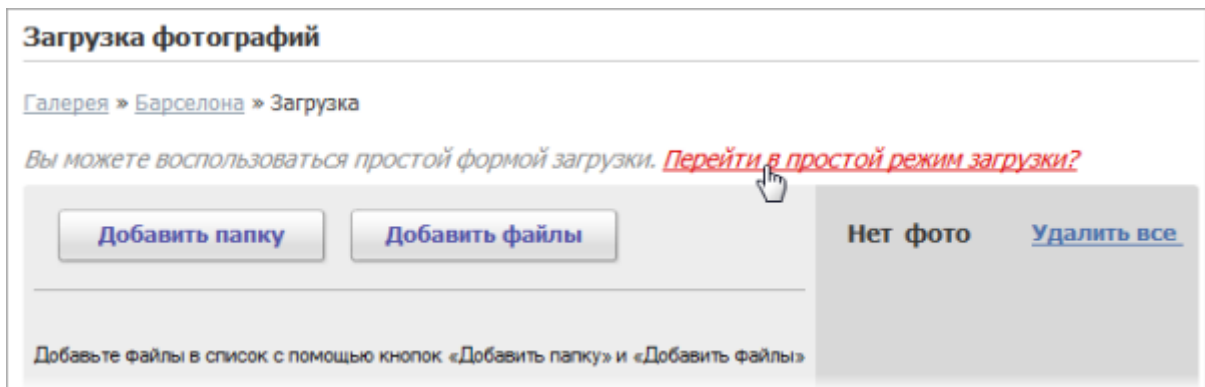 Загрузка фотографий
Галерея » Барселона » Загрузка
Вы можете воспользоваться простой формой загрузки. Перейти в простой режим загрузки?
Добавить папку Добавить файлы Нет фото Удалить все
Добавьте файлы в список с помощью кнопок «Добавить папку» и «Добавить файлы»